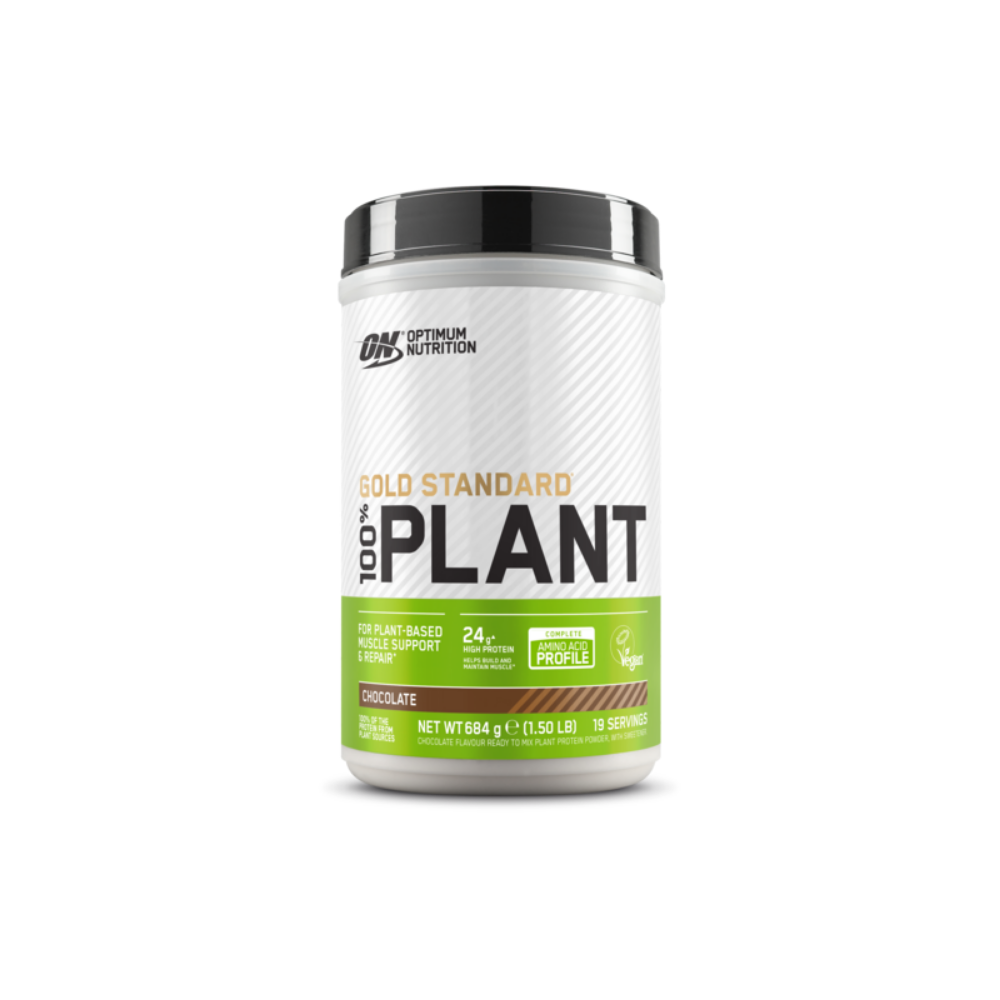 ON® OPTIMUM
NUTRITION
GOLD STANDARD
100% PLANT
FOR PLANT-BASED
MUSCLE SUPPORT
& REPAIR*
24g^
HIGH PROTEIN
HELPS BUILD AND
MAINTAIN MUSCLE*
COMPLETE
AMINO ACID
PROFILE
Vegan
CHOCOLATE
100% OF THE
PROTEIN FROM
PLANT SOURCES
NET WT 684 g ℮ (1.50 LB) 19 SERVINGS
CHOCOLATE FLAVOUR READY TO MIX PLANT PROTEIN POWDER, WITH SWEETENER